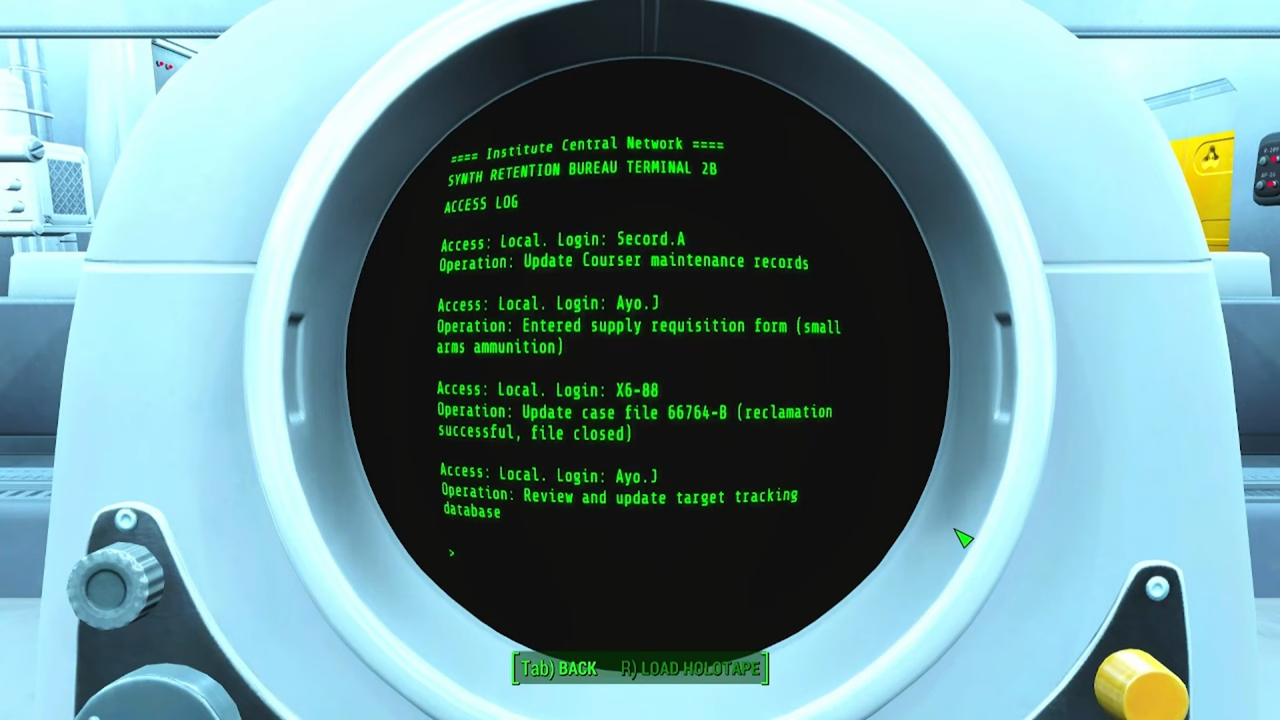 ==== Institute Central Network ====
SYNTH RETENTION BUREAU TERMINAL 2B
ACCESS LOG
Access: Local. Login: Secord.A
Operation: Update Courser maintenance records
Access: Local. Login: Ayo.J
Operation: Entered supply requisition form (small
arms ammunition)
Access: Local. Login: X6-88
Operation: Update case file 66764-B (reclamation
successful, file closed)
Access: Local. Login: Ayo.J
Operation: Review and update target tracking
database
>
Tab) BACK R) LOAD HOLOTAPE